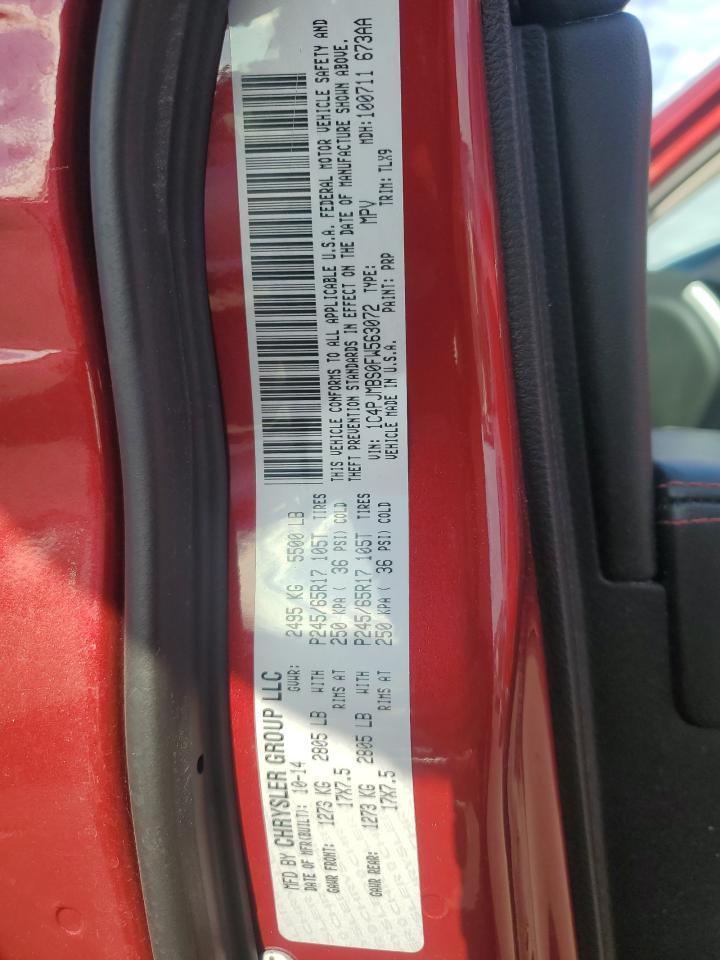 MFD BY CHRYSLER GROUP LLC
DATE OF MFR(BUILT): 10-14 GVWR: 2495 KG 5500 LB
GAWR FRONT: 1273 KG 2805 LB WITH P245/65R17 105T TIRES
17X7.5 RIMS AT 250 KPA ( 36 PSI) COLD
GAWR REAR: 1273 KG 2805 LB WITH P245/65R17 105T TIRES
17X7.5 RIMS AT 250 KPA ( 36 PSI) COLD
THIS VEHICLE CONFORMS TO ALL APPLICABLE U.S.A. FEDERAL MOTOR VEHICLE SAFETY AND
THEFT PREVENTION STANDARDS IN EFFECT ON THE DATE OF MANUFACTURE SHOWN ABOVE.
VIN: 1C4PJMBS0FW563072 TYPE: MPV MDH: 100711 673AA
VEHICLE MADE IN U.S.A. PAINT: PRP TRIM: TLX9